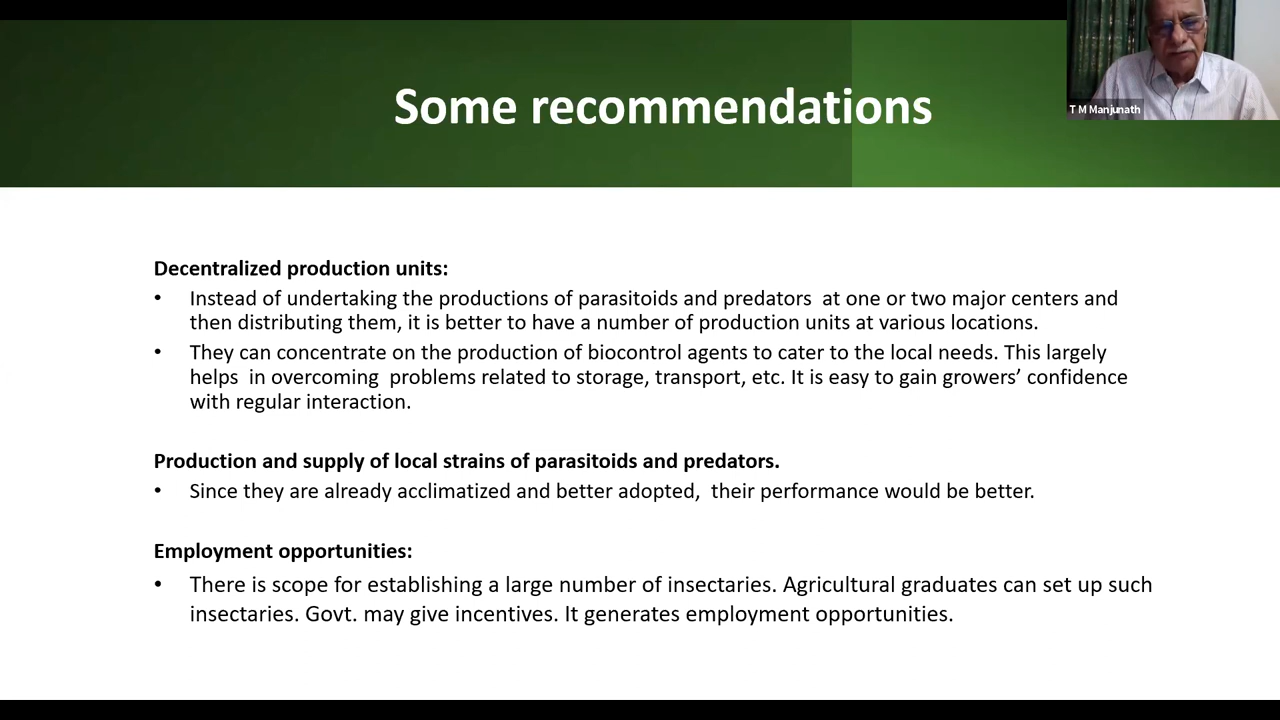 Some recommendations
T M Manjunath
Decentralized production units:
• Instead of undertaking the productions of parasitoids and predators at one or two major centers and
then distributing them, it is better to have a number of production units at various locations.
• They can concentrate on the production of biocontrol agents to cater to the local needs. This largely
helps in overcoming problems related to storage, transport, etc. It is easy to gain growers’ confidence
with regular interaction.
Production and supply of local strains of parasitoids and predators.
• Since they are already acclimatized and better adopted, their performance would be better.
Employment opportunities:
• There is scope for establishing a large number of insectaries. Agricultural graduates can set up such
insectaries. Govt. may give incentives. It generates employment opportunities.